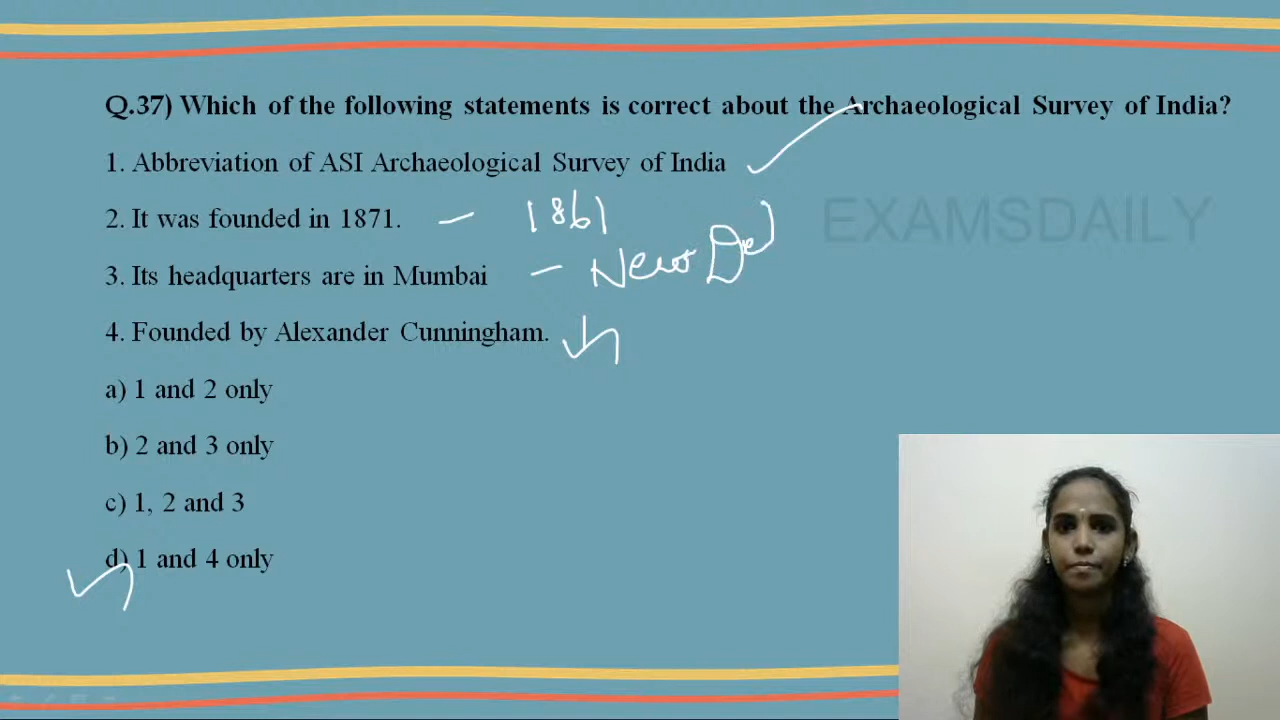 Q.37) Which of the following statements is correct about the Archaeological Survey of India?
1. Abbreviation of ASI Archaeological Survey of India
2. It was founded in 1871. – 1861
EXAMSDAILY
3. Its headquarters are in Mumbai – New Del
4. Founded by Alexander Cunningham.
a) 1 and 2 only
b) 2 and 3 only
c) 1, 2 and 3
d) 1 and 4 only